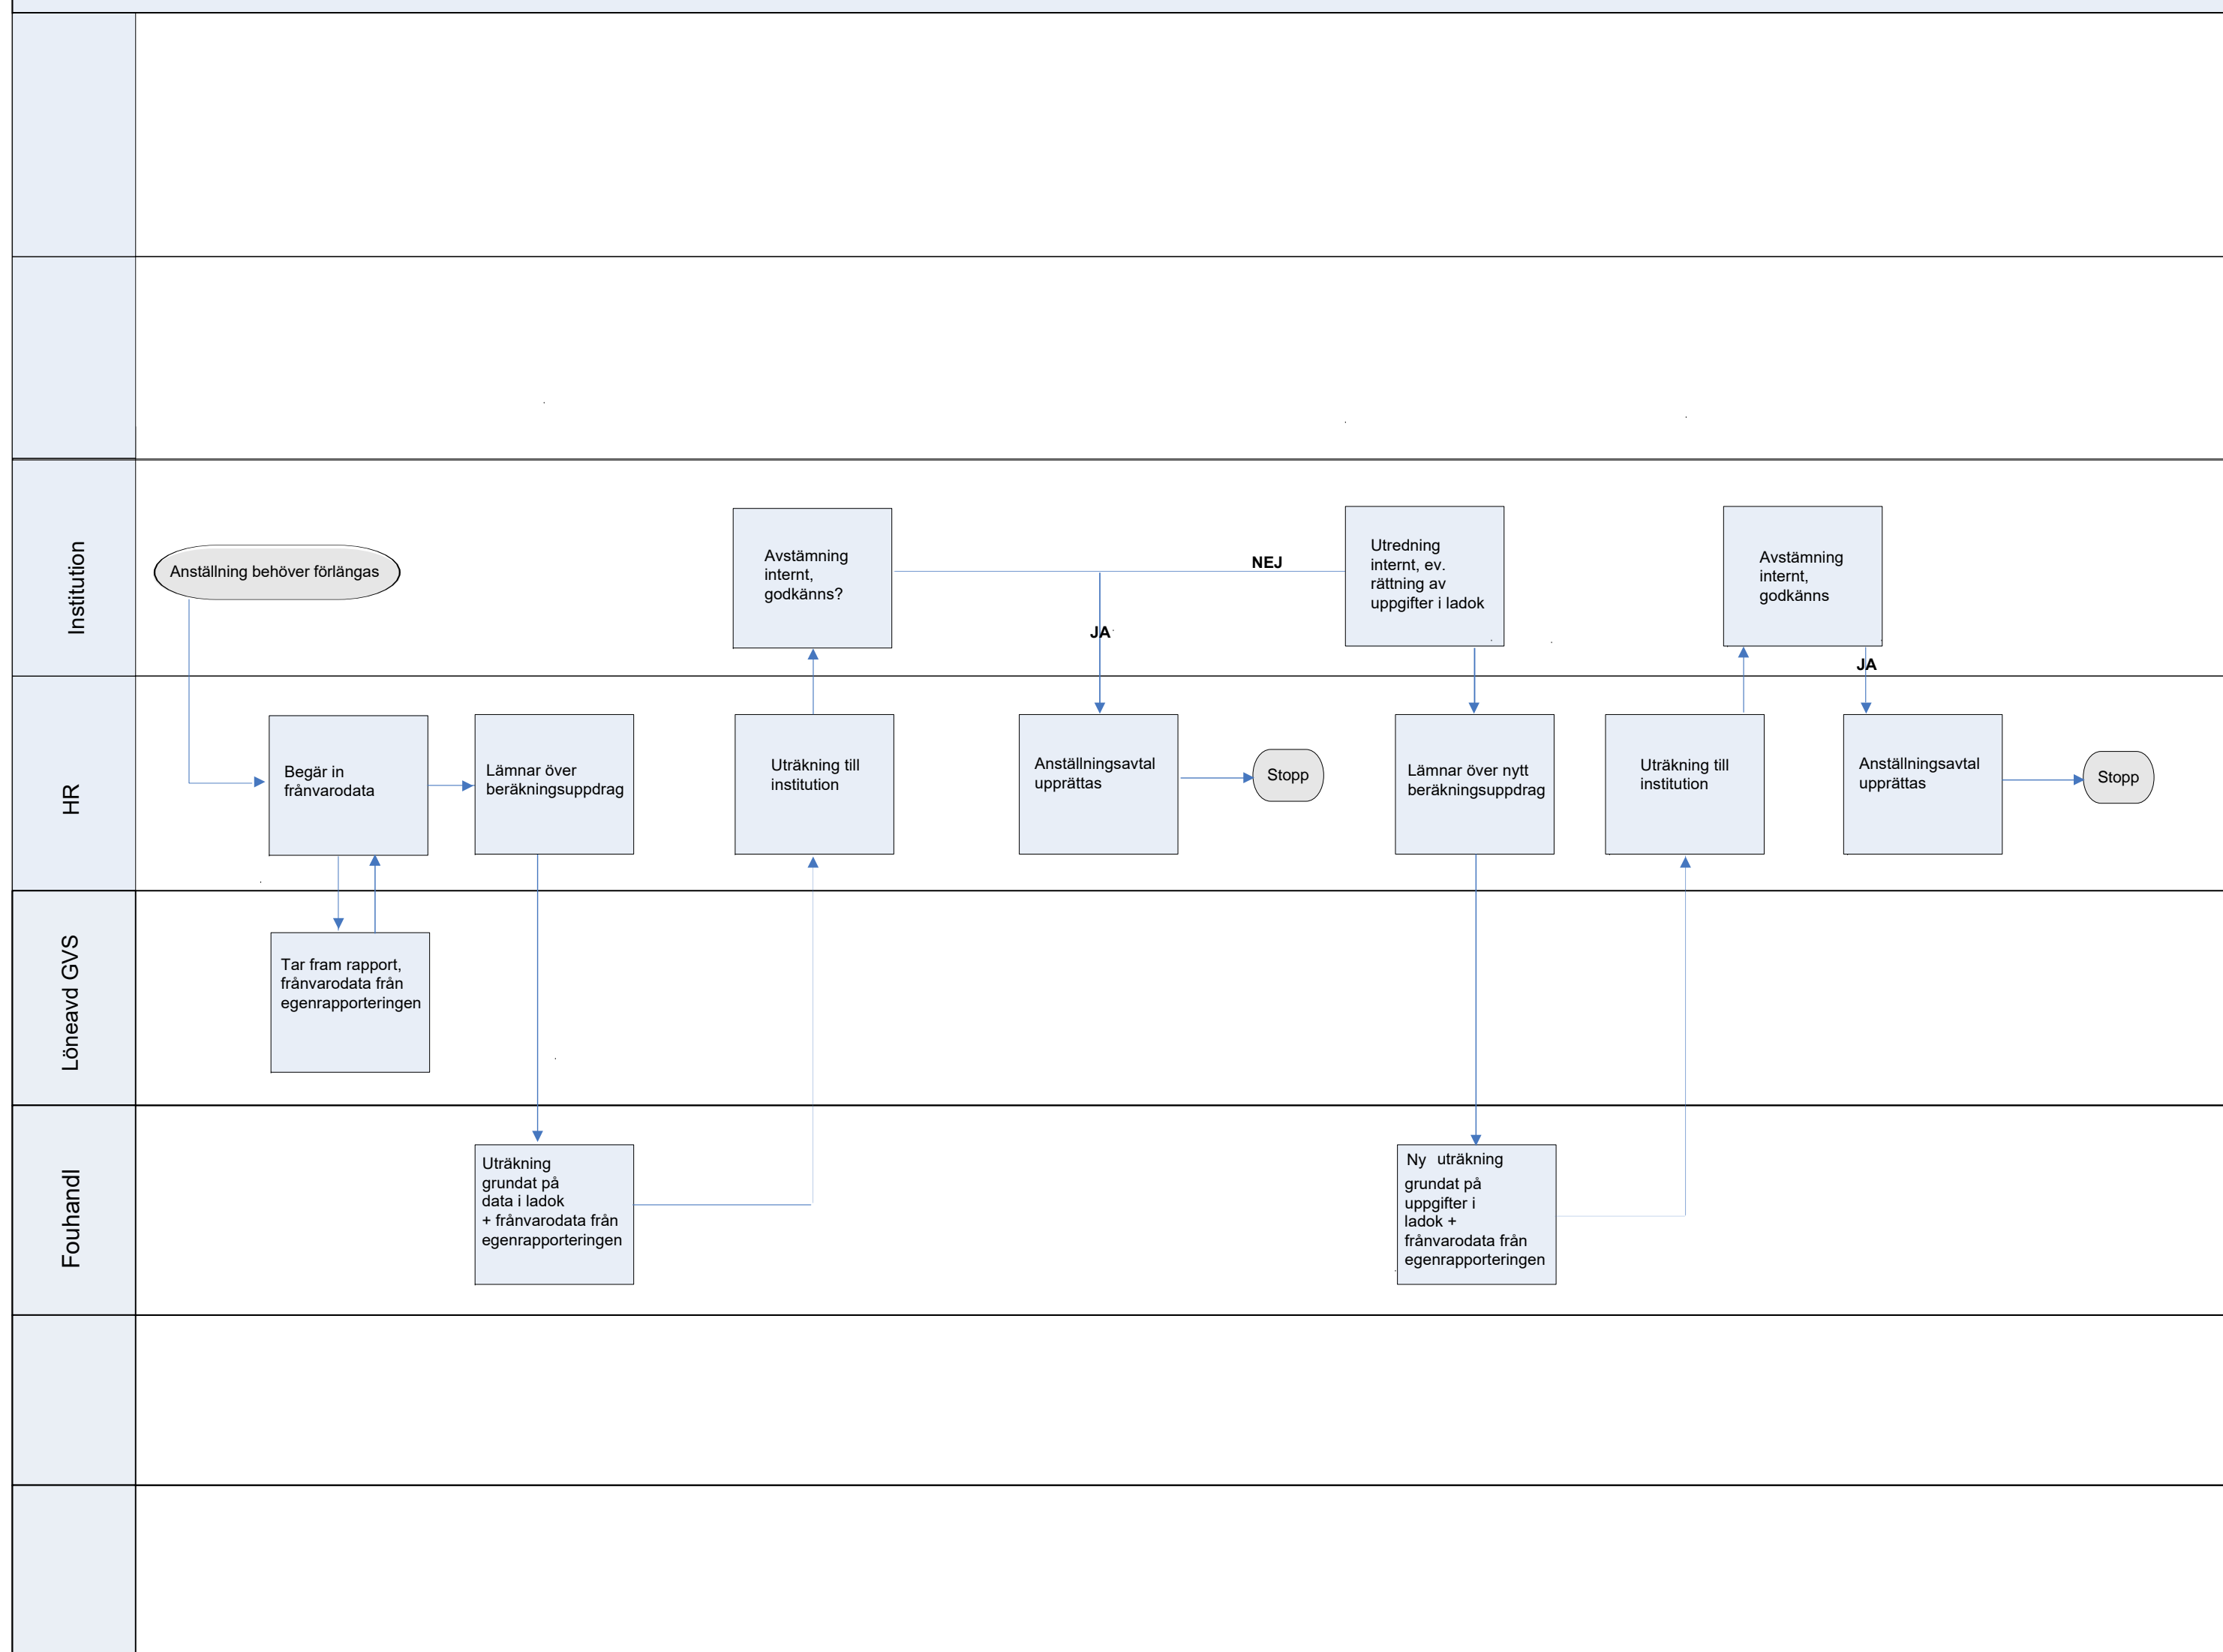 Institution
Anställning behöver förlängas
Avstämning
internt,
godkänns?
NEJ
JA
Utredning
internt, ev.
rättning av
uppgifter i ladok
Avstämning
internt,
godkänns
JA
HR
Begär in
frånvarodata
Lämnar över
beräkningsuppdrag
Uträkning till
institution
Anställningsavtal
upprättas
Stopp
Lämnar över nytt
beräkningsuppdrag
Uträkning till
institution
Anställningsavtal
upprättas
Stopp
Löneavd GVS
Tar fram rapport,
frånvarodata från
egenrapporteringen
Fouhandl
Uträkning
grundat på
data i ladok
+ frånvarodata från
egenrapporteringen
Ny uträkning
grundat på
uppgifter i
ladok +
frånvarodata från
egenrapporteringen